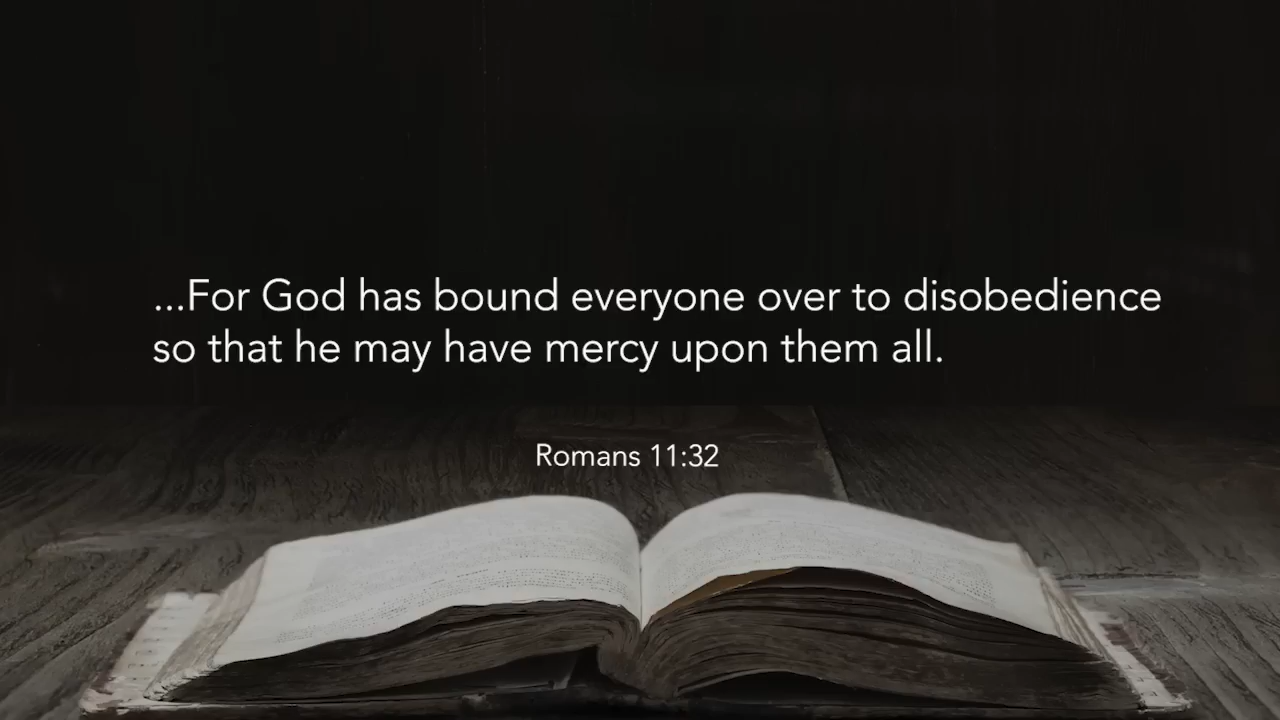 ...For God has bound everyone over to disobedience
so that he may have mercy upon them all.
Romans 11:32